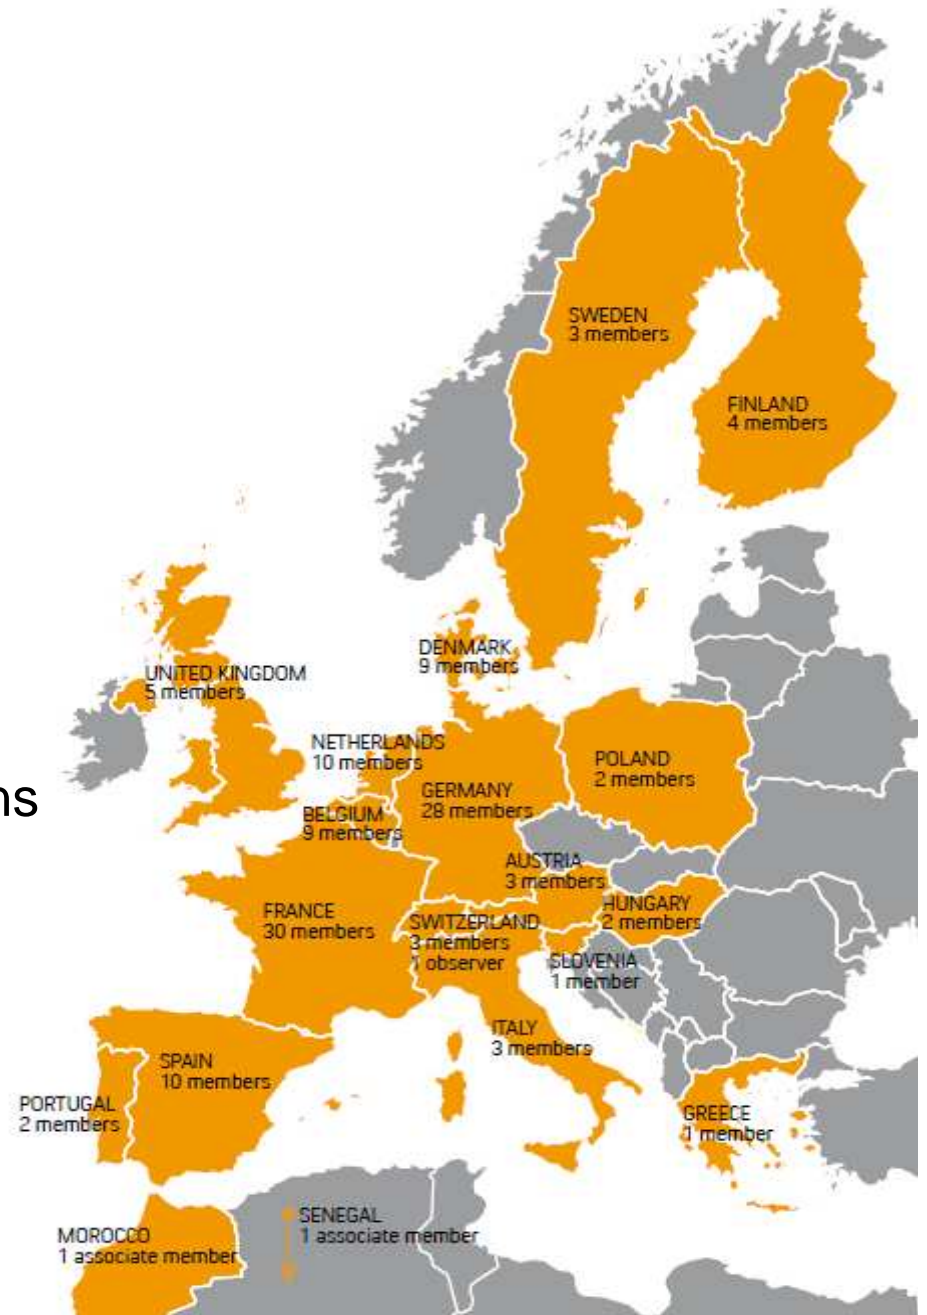 SWEDEN
3 members
FINLAND
4 members
DENMARK
9 members
UNITED KINGDOM
5 members
NETHERLANDS
10 members
POLAND
2 members
GERMANY
28 members
ns
BELGIUM
9 members
AUSTRIA
3 members
HUNGARY
2 members
FRANCE
30 members
SWITZERLAND
3 members
1 observer
SLOVENIA
1 member
ITALY
3 members
SPAIN
10 members
PORTUGAL
2 members
GREECE
1 member
SENEGAL
1 associate member
MOROCCO
1 associate member